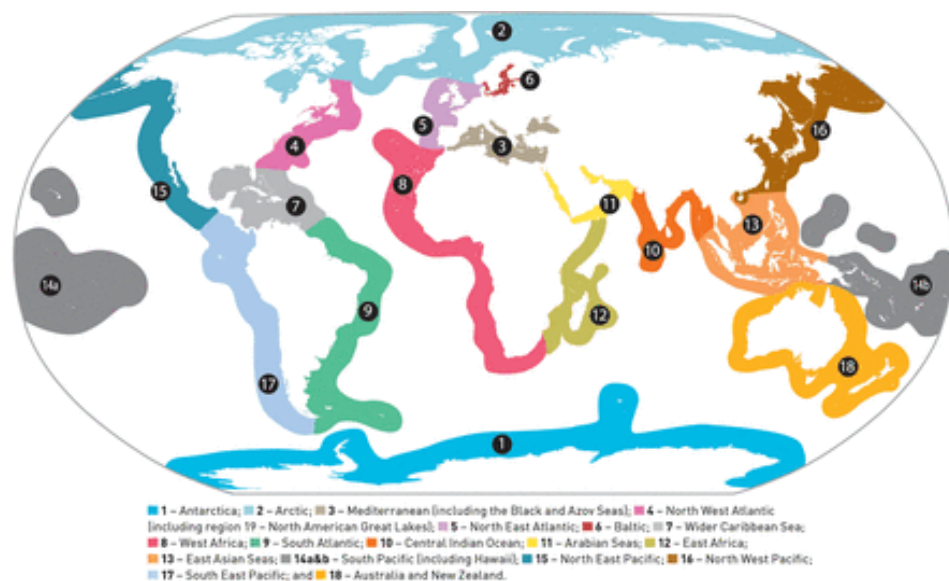 2
6
5
3
16
4
8
15
7
11
13
10
14a
14b
9
12
18
17
1
1 – Antarctica; 2 – Arctic; 3 – Mediterranean (including the Black and Azov Seas); 4 – North West Atlantic
(including region 19 – North American Great Lakes); 5 – North East Atlantic; 6 – Baltic; 7 – Wider Caribbean Sea;
8 – West Africa; 9 – South Atlantic; 10 – Central Indian Ocean; 11 – Arabian Seas; 12 – East Africa;
13 – East Asian Seas; 14a&b – South Pacific (including Hawaii); 15 – North East Pacific; 16 – North West Pacific;
17 – South East Pacific; and 18 – Australia and New Zealand.